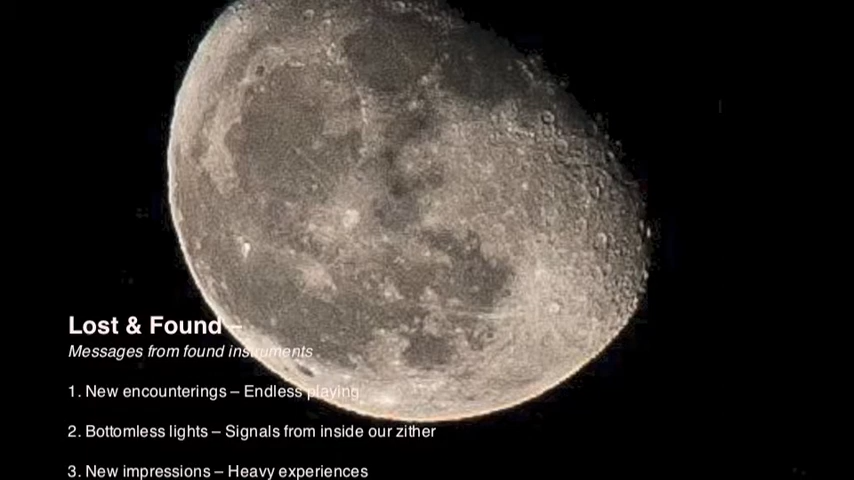 Lost & Found –
Messages from found instruments
1. New encounterings – Endless playing
2. Bottomless lights – Signals from inside our zither
3. New impressions – Heavy experiences